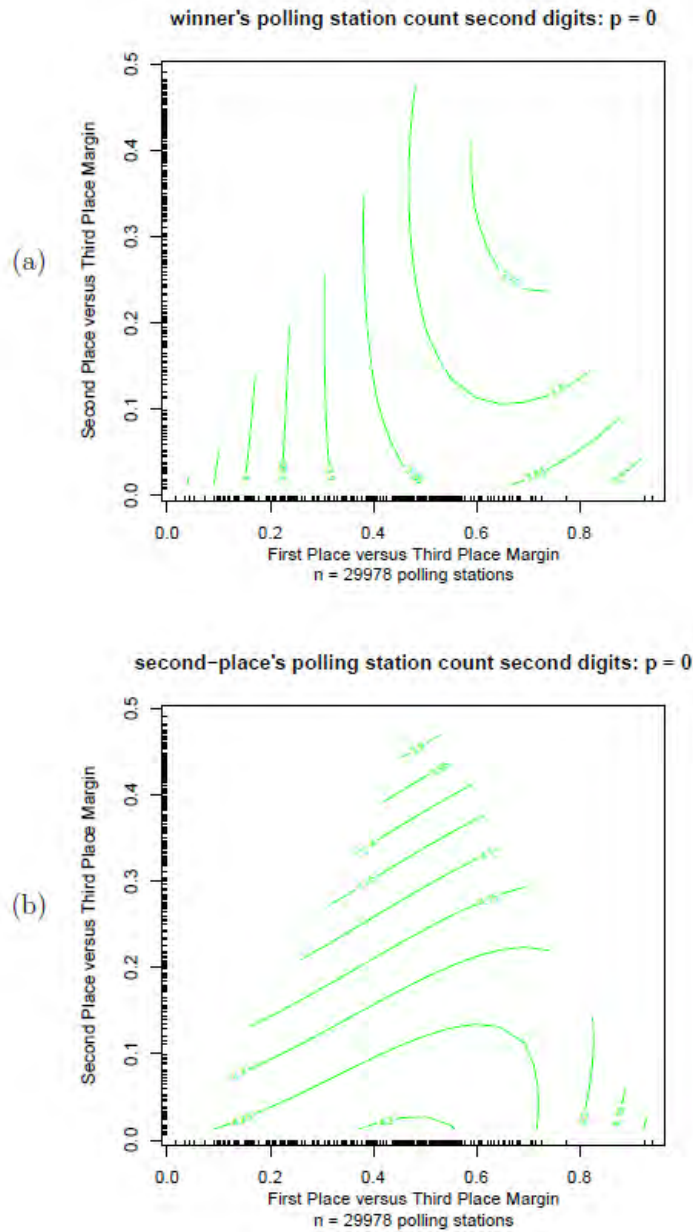 winner's polling station count second digits: p = 0
(a)
Second Place versus Third Place Margin
0.5
0.4
0.3
0.2
0.1
0.0
0.0 0.2 0.4 0.6 0.8
First Place versus Third Place Margin
n = 29978 polling stations
second−place's polling station count second digits: p = 0
(b)
Second Place versus Third Place Margin
0.5
0.4
0.3
0.2
0.1
0.0
0.0 0.2 0.4 0.6 0.8
First Place versus Third Place Margin
n = 29978 polling stations